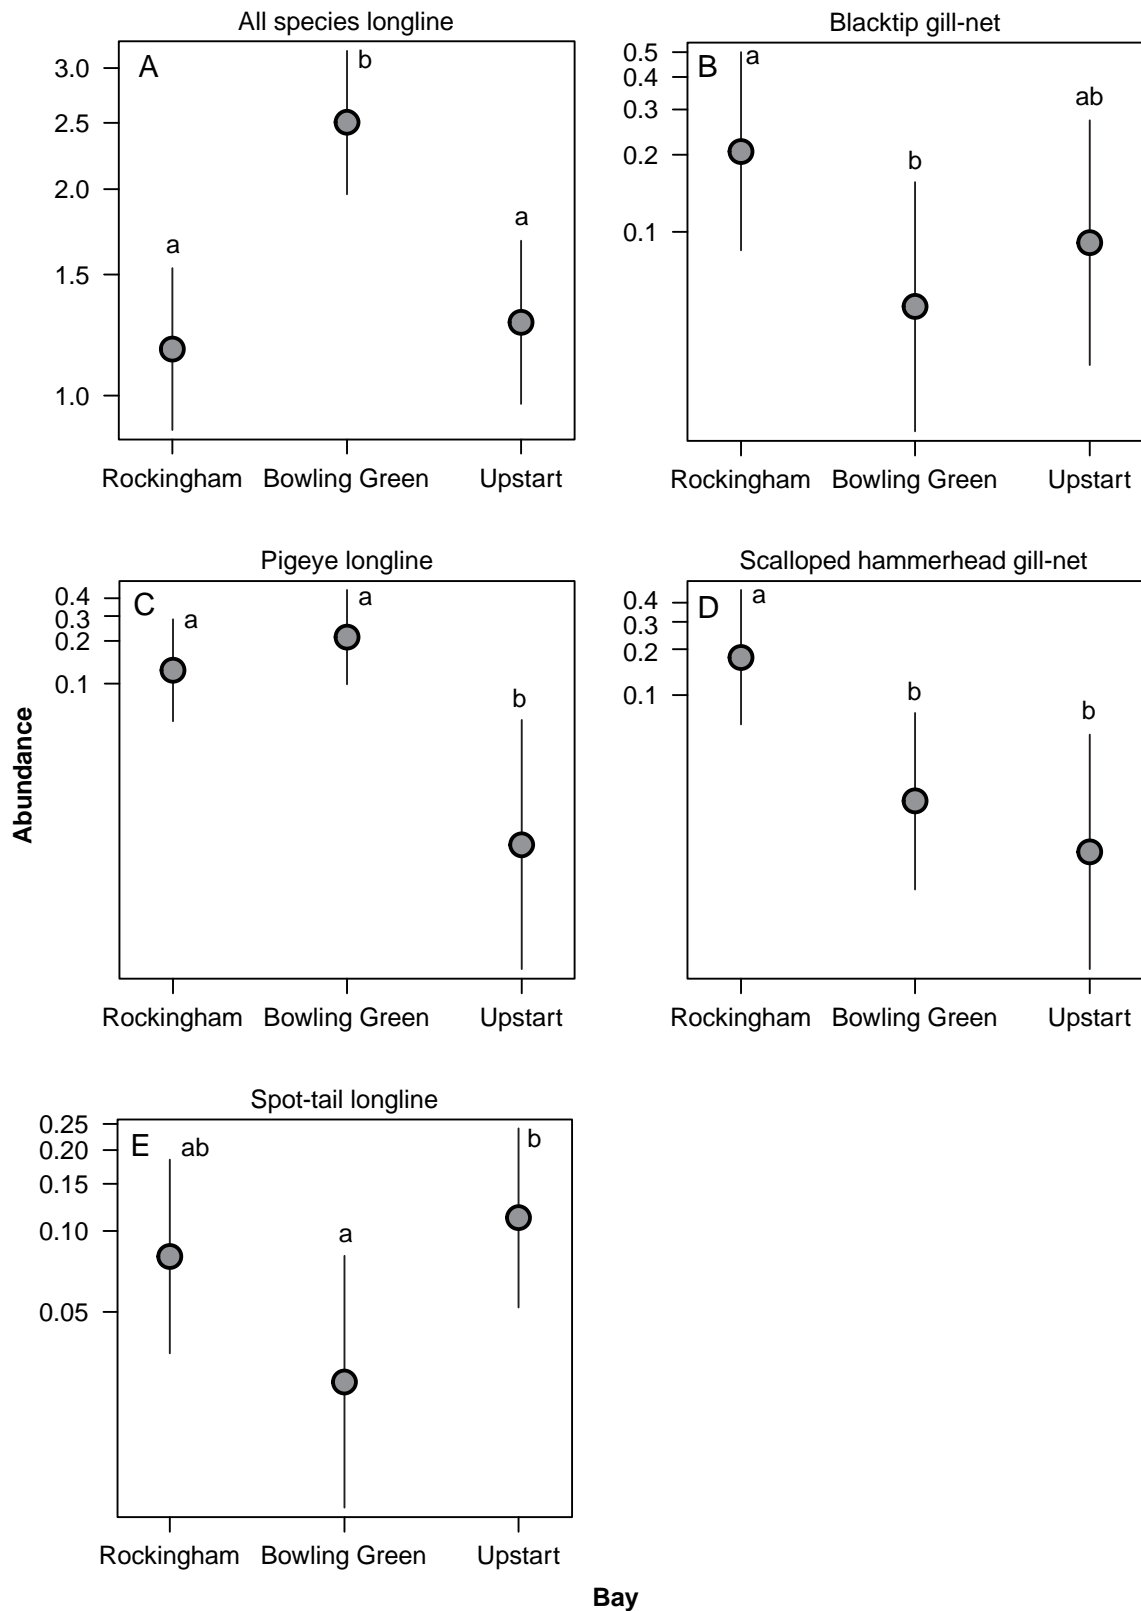 All species longline
A
3.0
2.5
2.0
1.5
1.0
a
b
a
Rockingham Bowling Green Upstart
Blacktip gill-net
B
0.5
0.4
0.3
0.2
0.1
a
b
ab
Rockingham Bowling Green Upstart
Pigeye longline
C
0.4
0.3
0.2
0.1
a
a
b
Rockingham Bowling Green Upstart
Scalloped hammerhead gill-net
D
0.4
0.3
0.2
0.1
a
b
b
Rockingham Bowling Green Upstart
Abundance
Spot-tail longline
E
0.25
0.20
0.15
0.10
0.05
ab
a
b
Rockingham Bowling Green Upstart
Bay